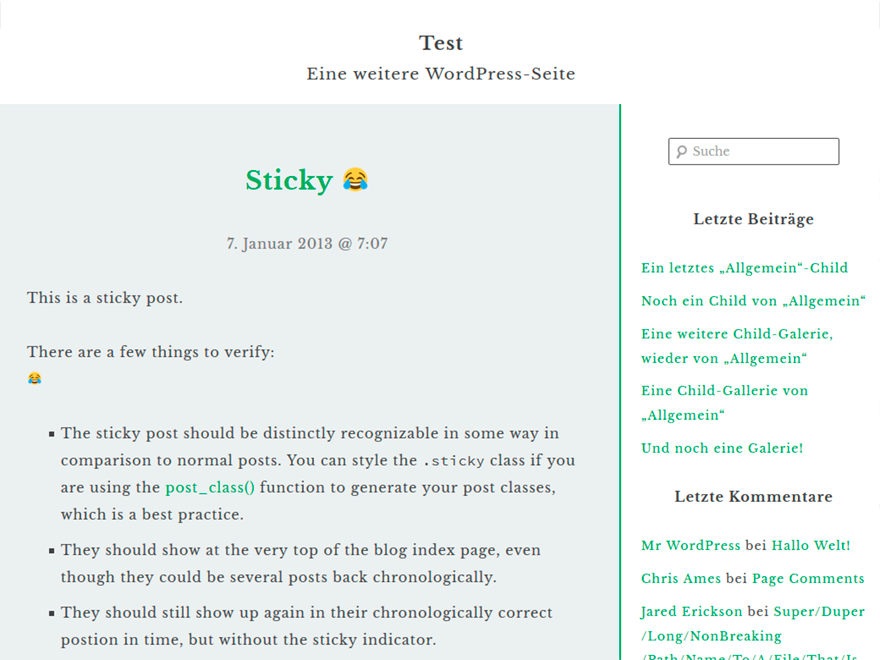 Test
Eine weitere WordPress-Seite
Sticky 😂
7. Januar 2013 @ 7:07
This is a sticky post.
There are a few things to verify:
😂
The sticky post should be distinctly recognizable in some way in
comparison to normal posts. You can style the .sticky class if you
are using the post_class() function to generate your post classes,
which is a best practice.
They should show at the very top of the blog index page, even
though they could be several posts back chronologically.
They should still show up again in their chronologically correct
postion in time, but without the sticky indicator.
Suche
Letzte Beiträge
Ein letztes „Allgemein“-Child
Noch ein Child von „Allgemein“
Eine weitere Child-Galerie,
wieder von „Allgemein“
Eine Child-Gallerie von
„Allgemein“
Und noch eine Galerie!
Letzte Kommentare
Mr WordPress bei Hallo Welt!
Chris Ames bei Page Comments
Jared Erickson bei Super/Duper
/Long/NonBreaking
/Path/Name/To/A/File/That/Is